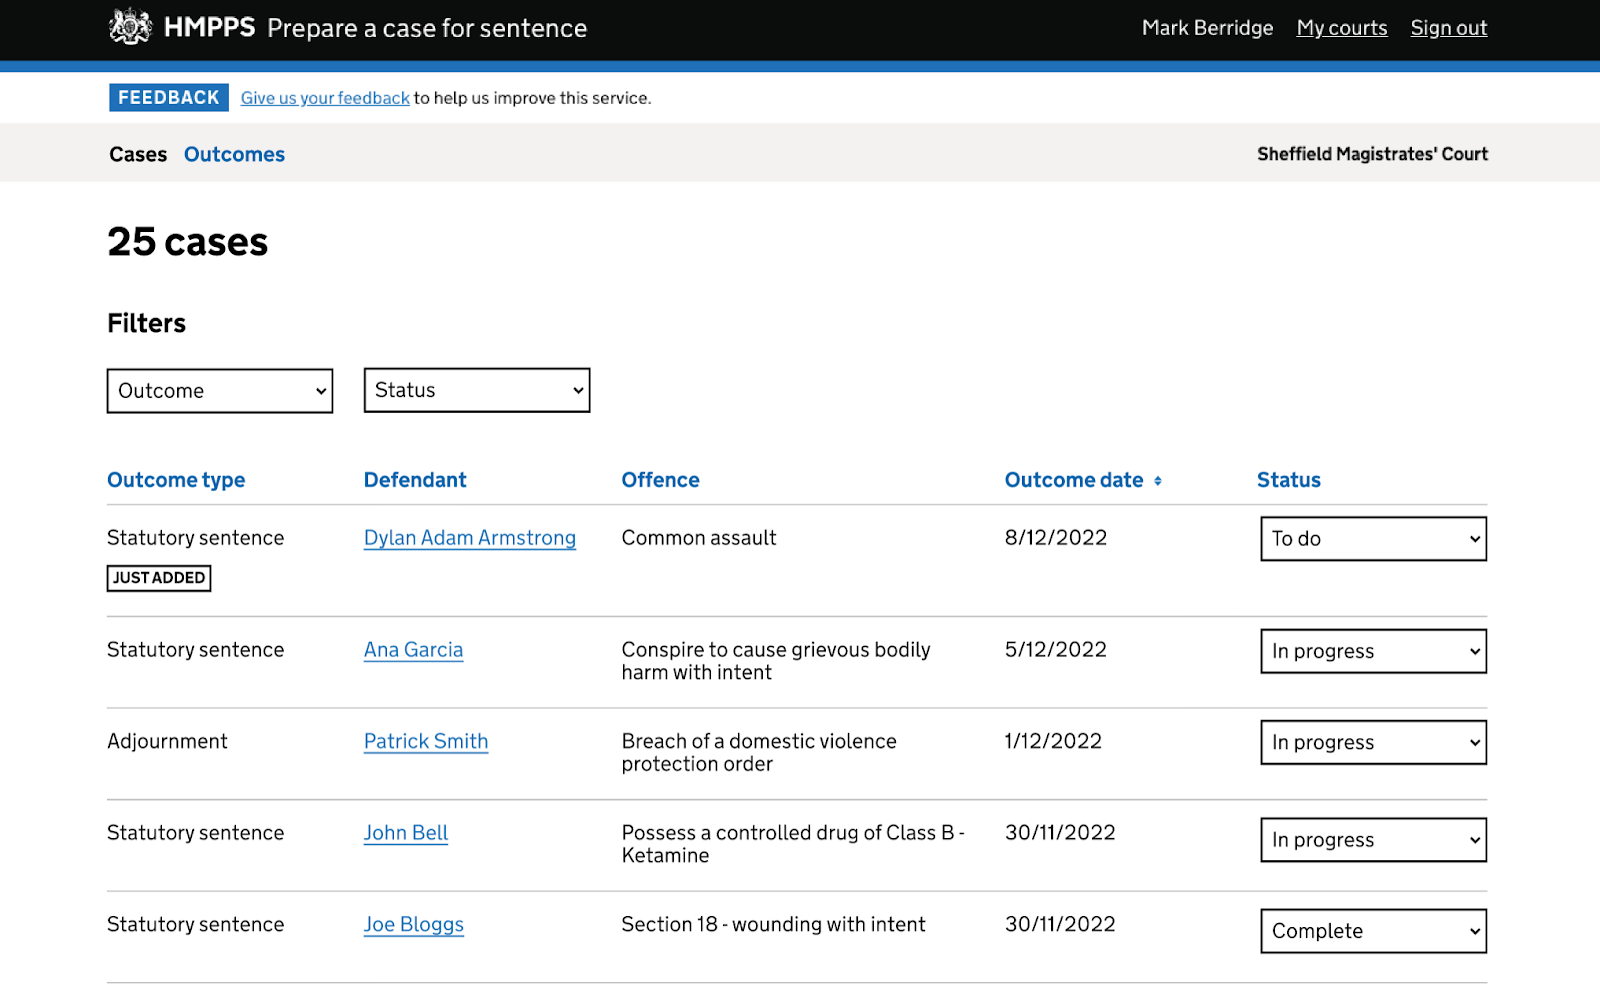 HMPPS Prepare a case for sentence
Mark Berridge My courts Sign out
FEEDBACK Give us your feedback to help us improve this service.
Cases Outcomes
Sheffield Magistrates' Court
25 cases
Filters
Outcome
Status
Outcome type Defendant Offence Outcome date Status
Statutory sentence Dylan Adam Armstrong Common assault 8/12/2022 To do
JUST ADDED
Statutory sentence Ana Garcia Conspire to cause grievous bodily 5/12/2022 In progress
harm with intent
Adjournment Patrick Smith Breach of a domestic violence 1/12/2022 In progress
protection order
Statutory sentence John Bell Possess a controlled drug of Class B - 30/11/2022 In progress
Ketamine
Statutory sentence Joe Bloggs Section 18 - wounding with intent 30/11/2022 Complete